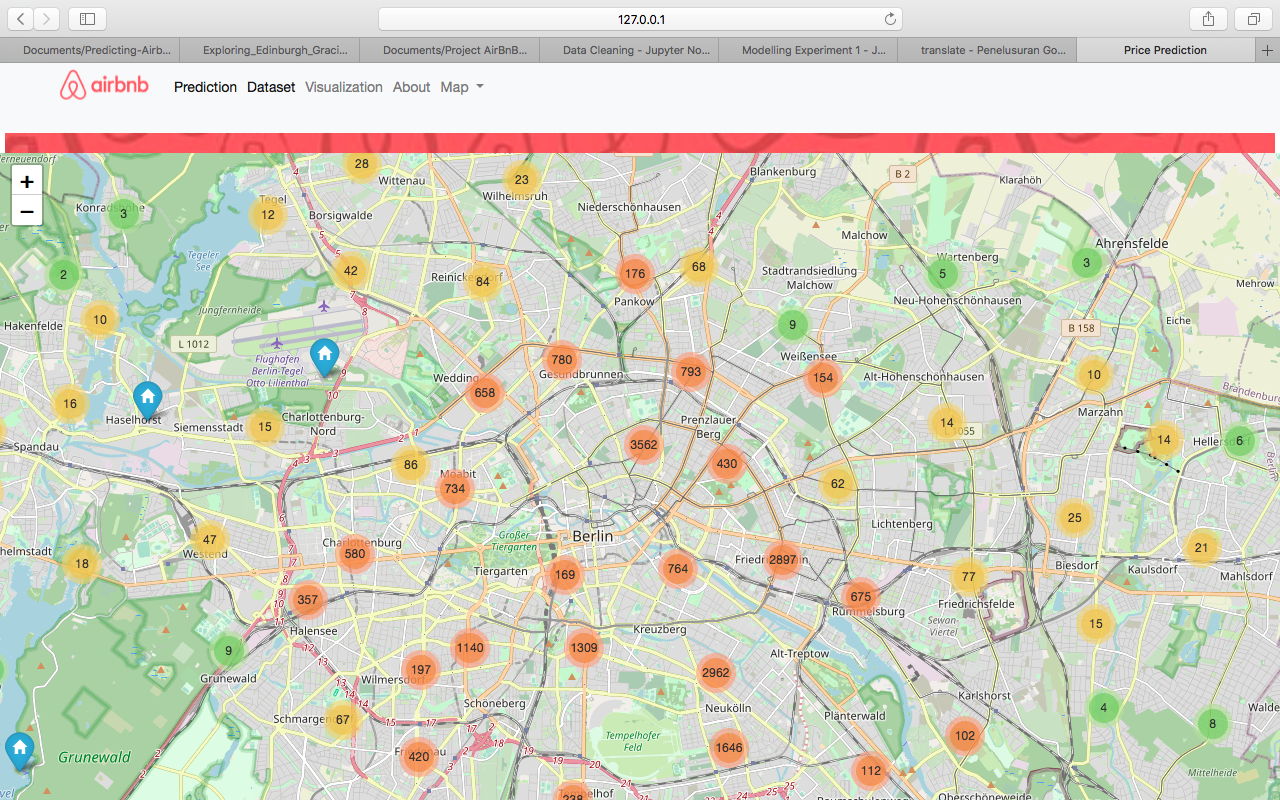 127.0.0.1
Documents/Predicting-Airb...
Exploring_Edinburgh_Graci...
Documents/Project AirBnB...
Data Cleaning - Jupyter No...
Modelling Experiment 1 - J...
translate - Penelusuran Go...
Price Prediction
airbnb
Prediction
Dataset
Visualization
About
Map
+
−
28
Wittenau
23
Wilhelmsruh
Blankenburg
B 2
Klarahöh
Tegel
12
Borsigwalde
3
Niederschönhausen
Malchow
Ahrensfelde
Tegeler
See
2
42
84
176
68
Pankow
Stadtrandsiedlung
Malchow
5
Wartenberg
3
Mehrow
Neu-Hohenschönhausen
Jungfernheide
Hakenfelde
10
L 1012
9
Eiche
B 158
Flughafen
Berlin-Tegel
Otto Lilienthal
780
Gesundbrunnen
793
Weißensee
154
Alt-Hohenschönhausen
10
Wedding
658
16
Haselhorst
Siemensstadt
15
Charlottenburg-
Nord
Prenzlauer
Berg
Marzahn
Brandenburg
14
14
6
Spandau
3562
430
86
Moabit
734
62
Lichtenberg
25
47
Westend
Charlottenburg
580
Großer
Tiergarten
Berlin
Tiergarten
169
764
2897
77
Friedrichsfelde
Biesdorf
21
Kaulsdorf
Mahlsdorf
18
357
Halensee
675
Rummelsburg
Sewan-
Viertel
15
Kreuzberg
9
Grunewald
1140
1309
197
Alt-Treptow
2962
Schöneberg
Neukölln
Karlshorst
4
8
67
Plänterwald
Grunewald
420
Tempelhofer
Feld
1646
102
112
Mittelheide
Oberschöneweide